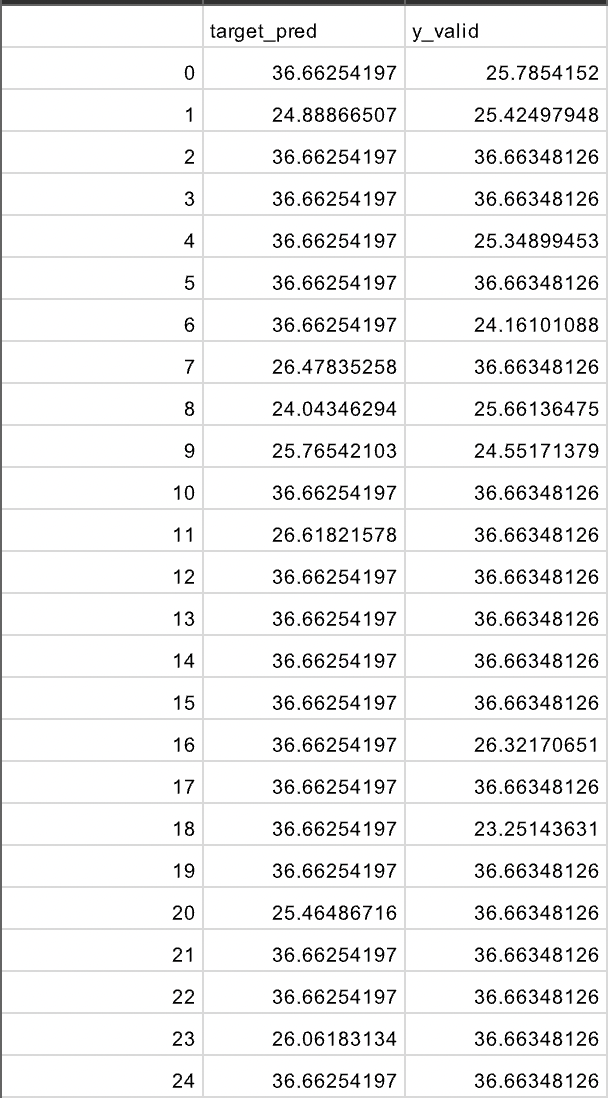 target_pred y_valid
0 36.66254197 25.7854152
1 24.88866507 25.42497948
2 36.66254197 36.66348126
3 36.66254197 36.66348126
4 36.66254197 25.34899453
5 36.66254197 36.66348126
6 36.66254197 24.16101088
7 26.47835258 36.66348126
8 24.04346294 25.66136475
9 25.76542103 24.55171379
10 36.66254197 36.66348126
11 26.61821578 36.66348126
12 36.66254197 36.66348126
13 36.66254197 36.66348126
14 36.66254197 36.66348126
15 36.66254197 36.66348126
16 36.66254197 26.32170651
17 36.66254197 36.66348126
18 36.66254197 23.25143631
19 36.66254197 36.66348126
20 25.46486716 36.66348126
21 36.66254197 36.66348126
22 36.66254197 36.66348126
23 26.06183134 36.66348126
24 36.66254197 36.66348126